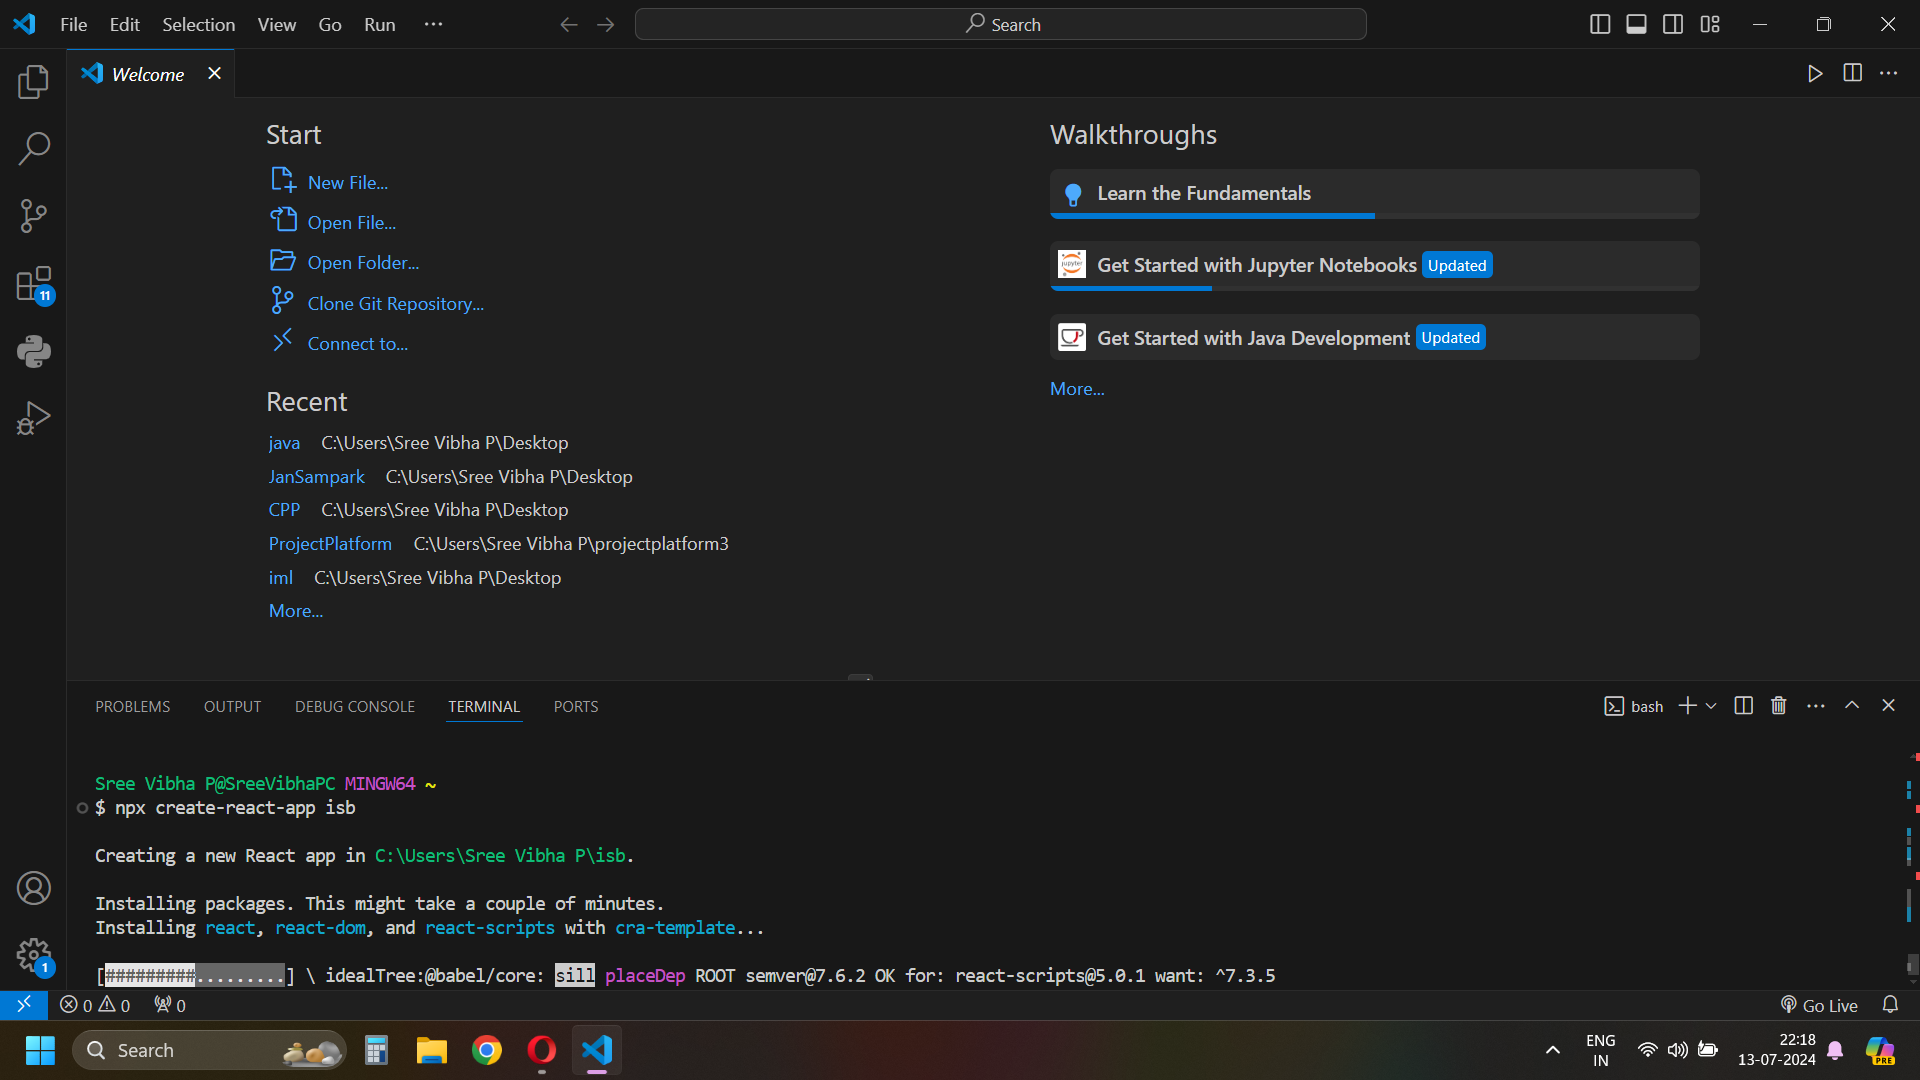 File Edit Selection View Go Run ··· Search
Welcome
Start
New File...
Open File...
Open Folder...
Clone Git Repository...
Connect to...
Recent
java C:\Users\Sree Vibha P\Desktop
JanSampark C:\Users\Sree Vibha P\Desktop
CPP C:\Users\Sree Vibha P\Desktop
ProjectPlatform C:\Users\Sree Vibha P\projectplatform3
iml C:\Users\Sree Vibha P\Desktop
More...
Walkthroughs
Learn the Fundamentals
Get Started with Jupyter Notebooks Updated
Get Started with Java Development Updated
More...
11
1
PROBLEMS OUTPUT DEBUG CONSOLE TERMINAL PORTS bash
Sree Vibha P@SreeVibhaPC MINGW64 ~
$ npx create-react-app isb
Creating a new React app in C:\Users\Sree Vibha P\isb.
Installing packages. This might take a couple of minutes.
Installing react, react-dom, and react-scripts with cra-template...
[#########.........] \ idealTree:@babel/core: sill placeDep ROOT semver@7.6.2 OK for: react-scripts@5.0.1 want: ^7.3.5
0 0 0 Go Live
Search ENG 22:18
IN 13-07-2024
PRE